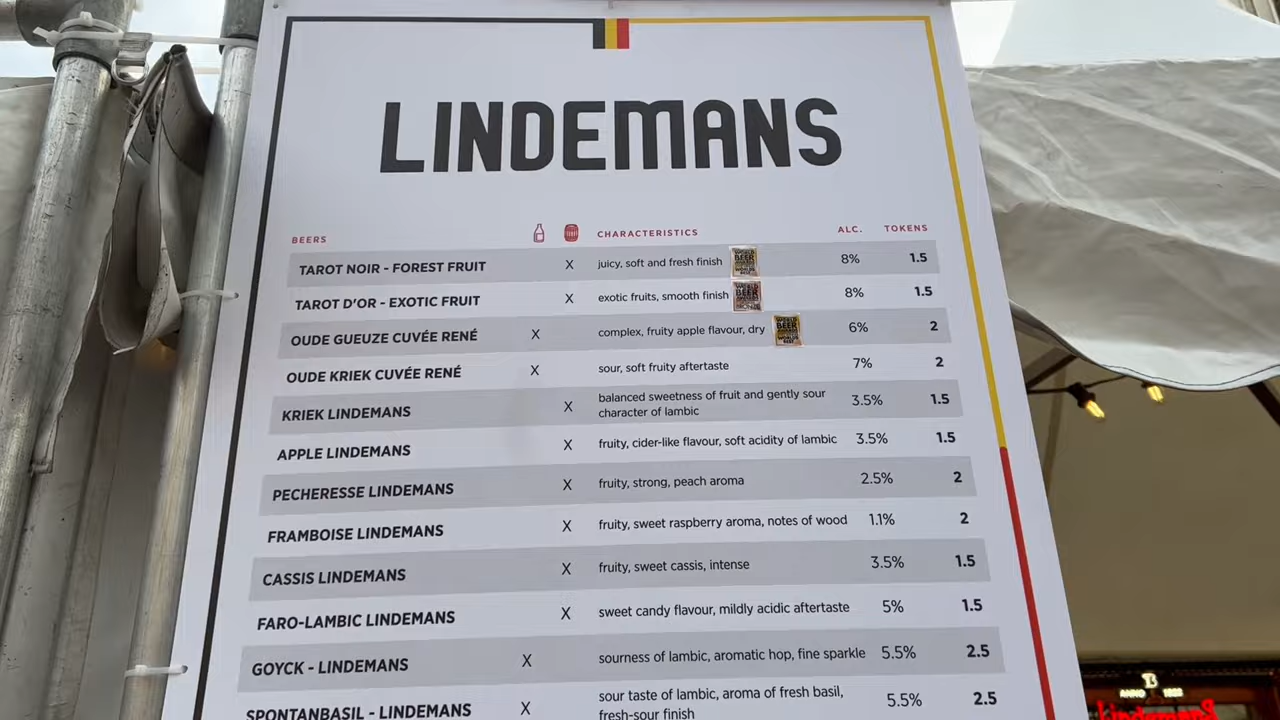 LINDEMANS
BEERS CHARACTERISTICS ALC. TOKENS
TAROT NOIR - FOREST FRUIT X juicy, soft and fresh finish 8% 1.5
TAROT D'OR - EXOTIC FRUIT X exotic fruits, smooth finish 8% 1.5
OUDE GUEUZE CUVÉE RENÉ X complex, fruity apple flavour, dry 6% 2
OUDE KRIEK CUVÉE RENÉ X sour, soft fruity aftertaste 7% 2
KRIEK LINDEMANS X balanced sweetness of fruit and gently sour
character of lambic 3.5% 1.5
APPLE LINDEMANS X fruity, cider-like flavour, soft acidity of lambic 3.5% 1.5
PECHERESSE LINDEMANS X fruity, strong, peach aroma 2.5% 2
FRAMBOISE LINDEMANS X fruity, sweet raspberry aroma, notes of wood 1.1% 2
CASSIS LINDEMANS X fruity, sweet cassis, intense 3.5% 1.5
FARO-LAMBIC LINDEMANS X sweet candy flavour, mildly acidic aftertaste 5% 1.5
GOYCK - LINDEMANS X sourness of lambic, aromatic hop, fine sparkle 5.5% 2.5
SPONTANBASIL - LINDEMANS X sour taste of lambic, aroma of fresh basil,
fresh-sour finish 5.5% 2.5
ANNO 1822
Lindemans